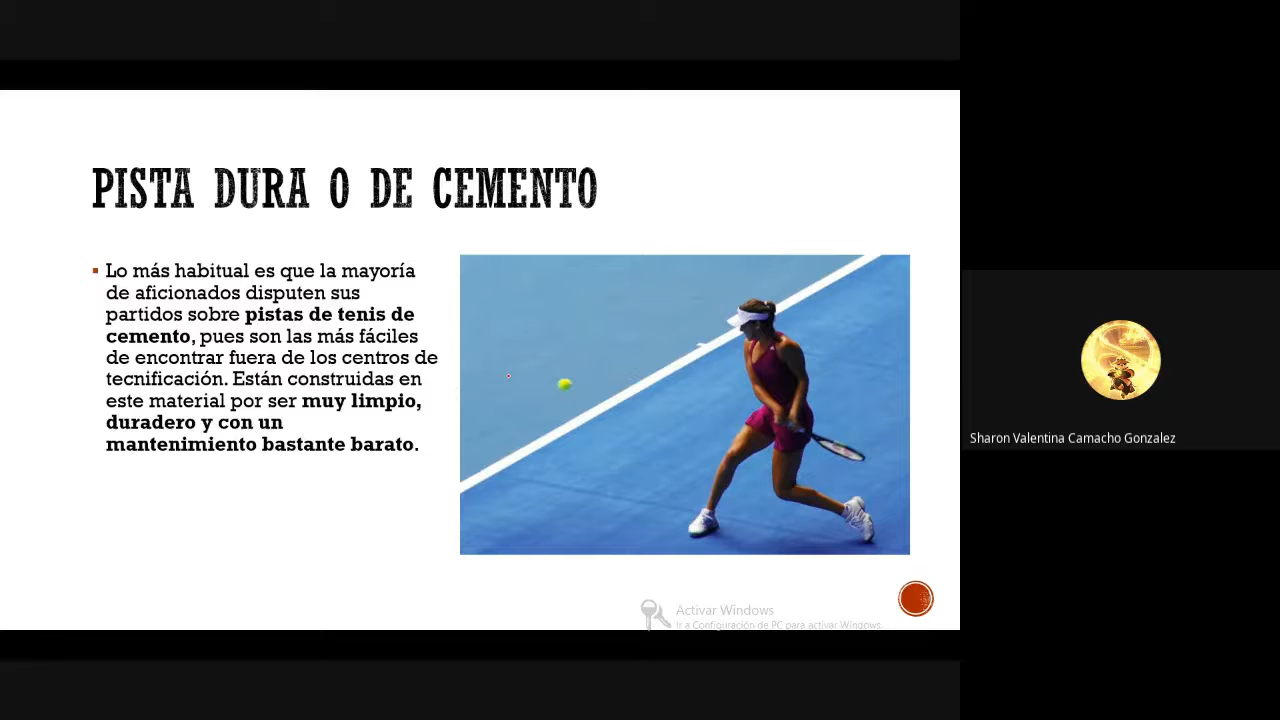 PISTA DURA O DE CEMENTO
Lo más habitual es que la mayoría
de aficionados disputen sus
partidos sobre pistas de tenis de
cemento, pues son las más fáciles
de encontrar fuera de los centros de
tecnificación. Están construidas en
este material por ser muy limpio,
duradero y con un
mantenimiento bastante barato.
Activar Windows
Ir a Configuración de PC para activar Windows.
Sharon Valentina Camacho Gonzalez